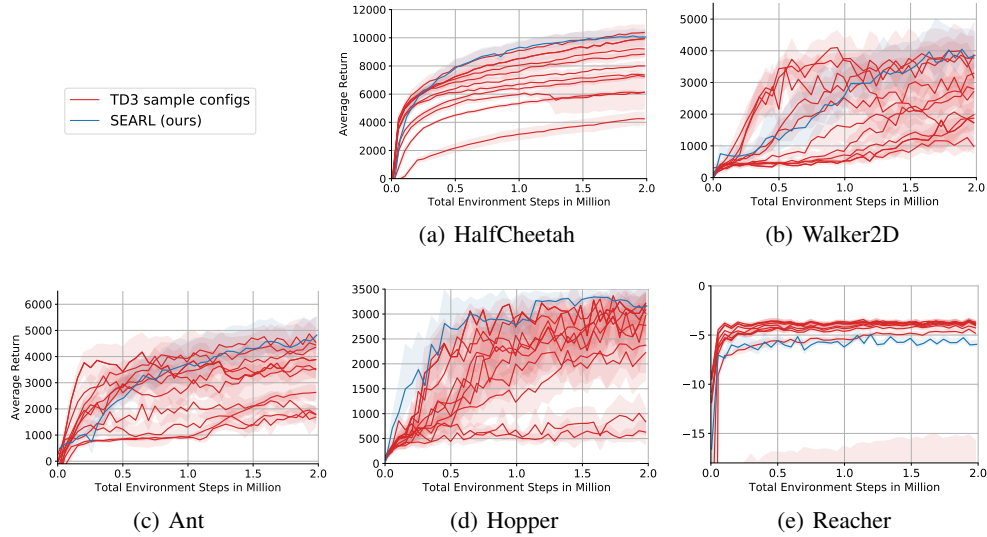 TD3 sample configs
SEARL (ours)
Average Return
12000
10000
8000
6000
4000
2000
0
0.0 0.5 1.0 1.5 2.0
Total Environment Steps in Million
(a) HalfCheetah
5000
4000
3000
2000
1000
0
0.0 0.5 1.0 1.5 2.0
Total Environment Steps in Million
(b) Walker2D
Average Return
6000
5000
4000
3000
2000
1000
0
0.0 0.5 1.0 1.5 2.0
Total Environment Steps in Million
(c) Ant
3500
3000
2500
2000
1500
1000
500
0
0.0 0.5 1.0 1.5 2.0
Total Environment Steps in Million
(d) Hopper
0
−5
−10
−15
0.0 0.5 1.0 1.5 2.0
Total Environment Steps in Million
(e) Reacher